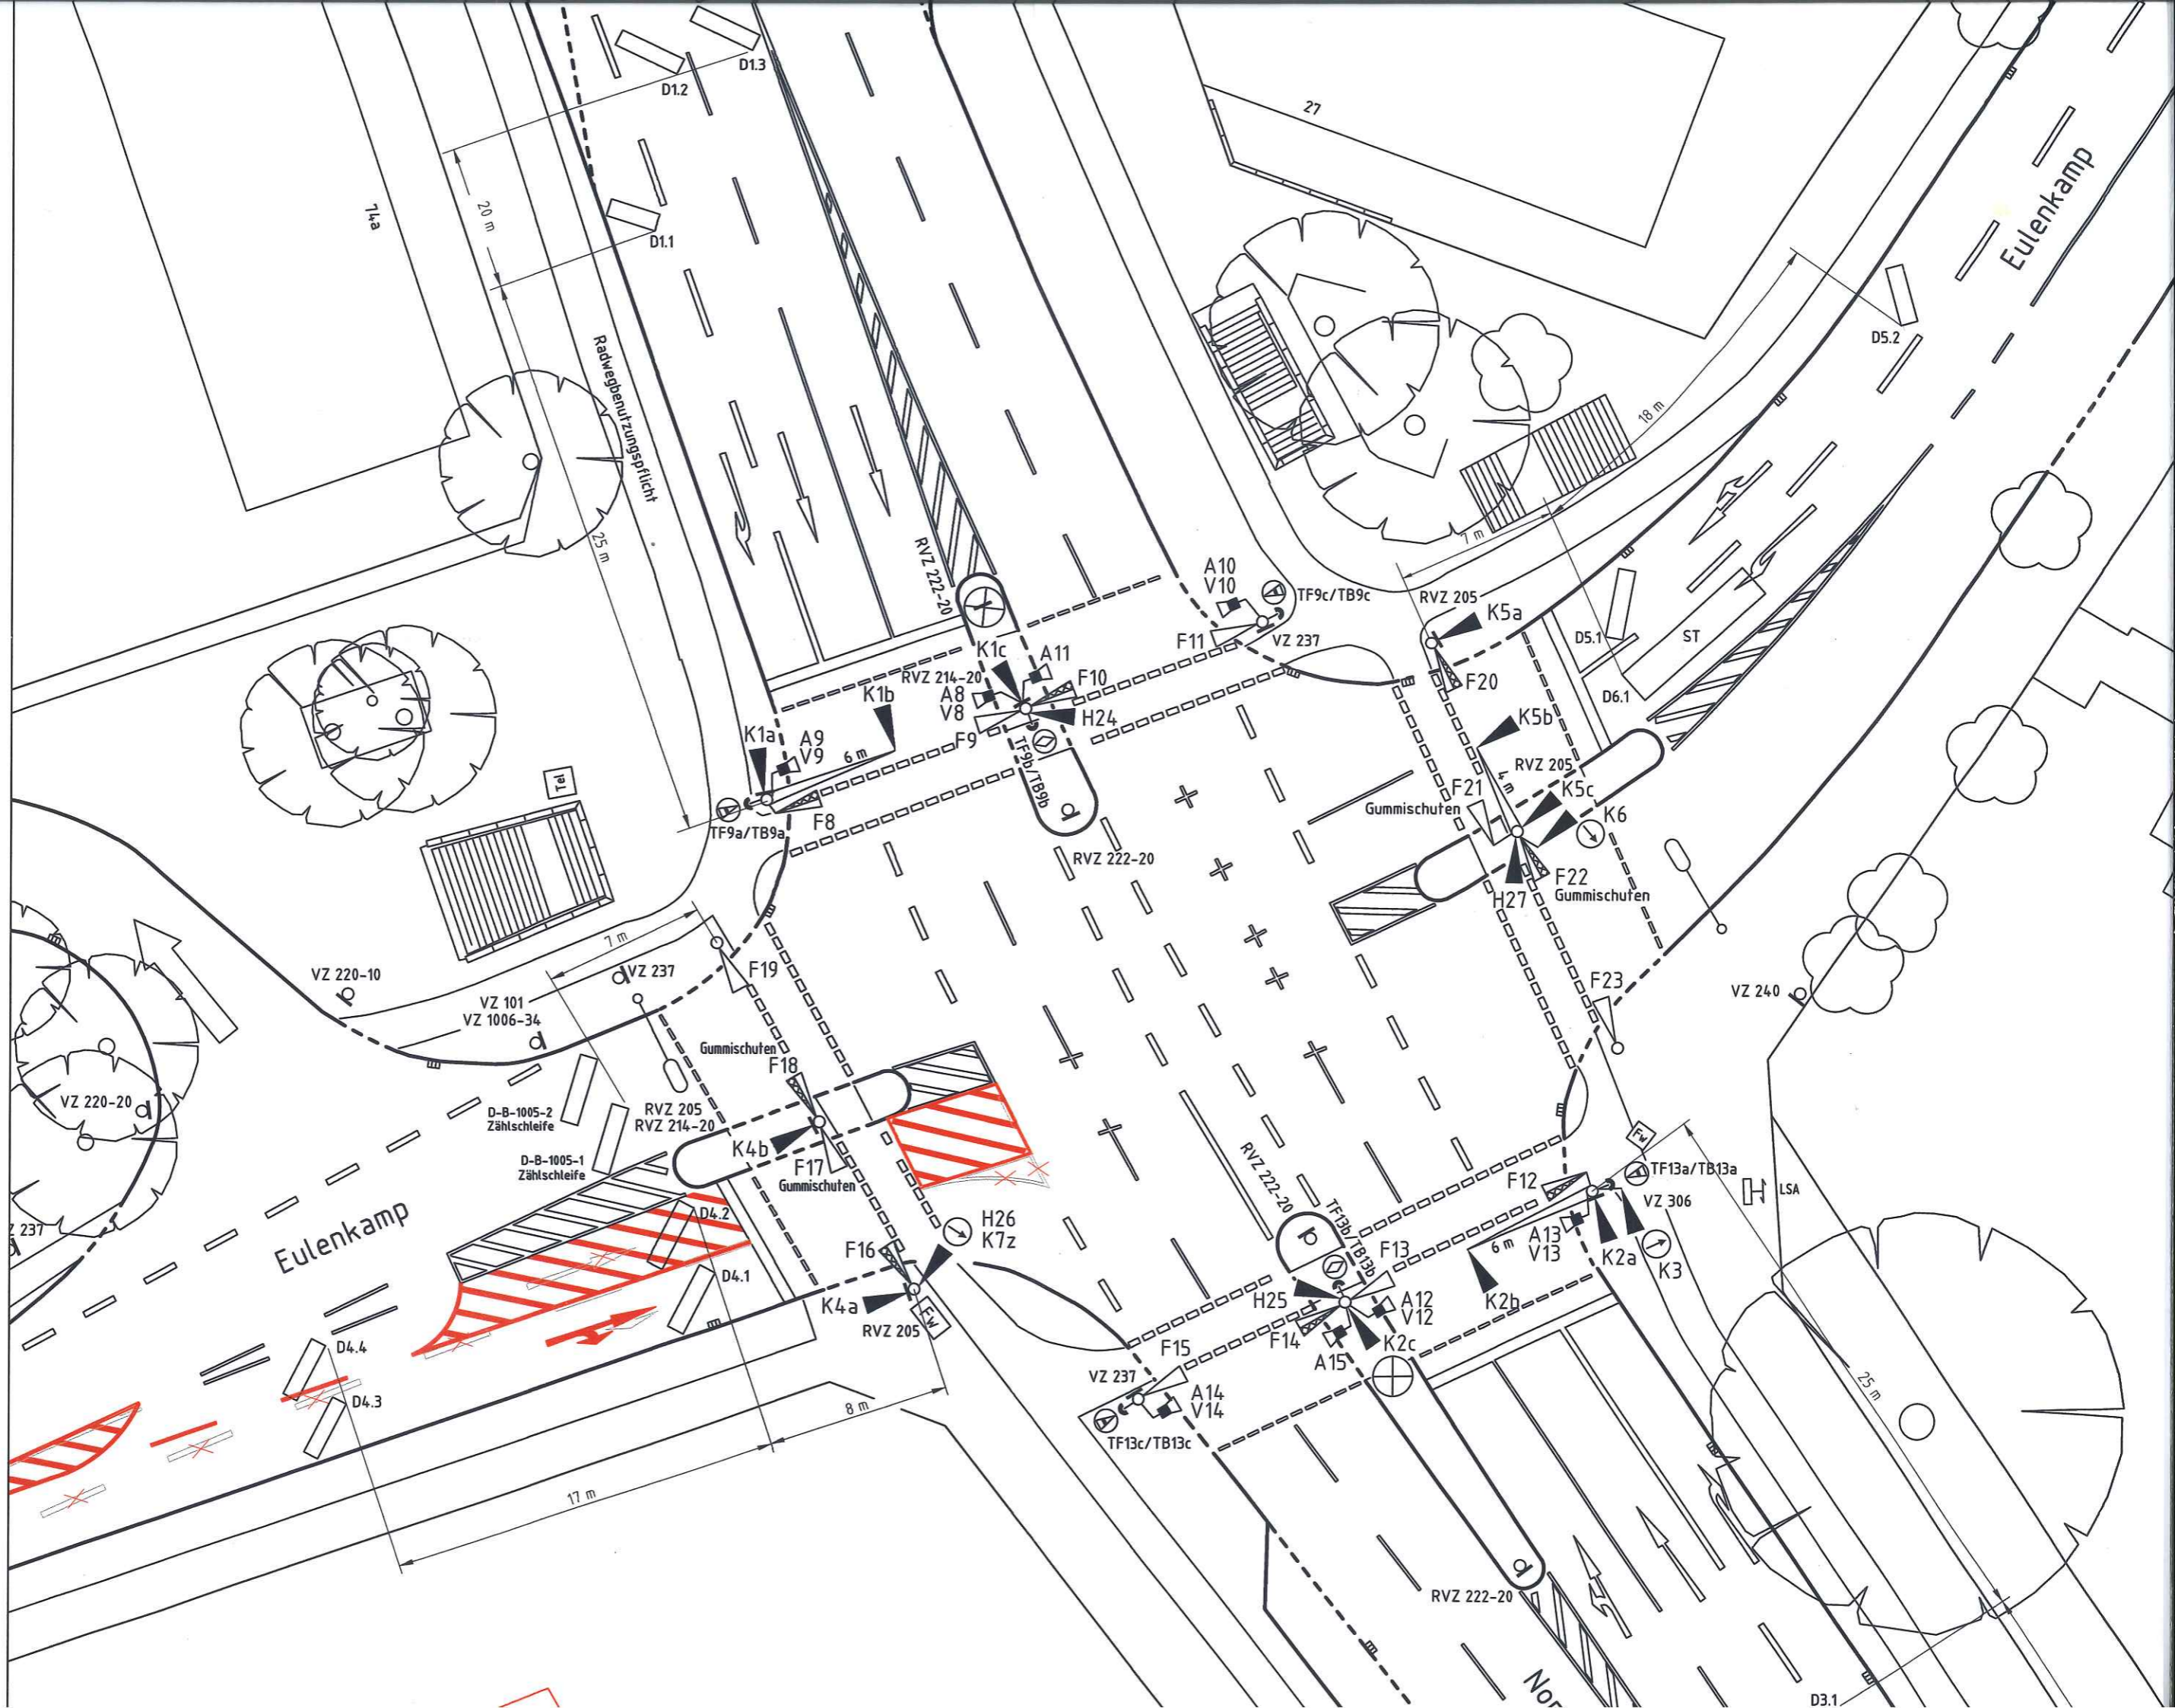 D1.3
D1.2
27
Eulenkamp
74a
20 m
D1.1
D5.2
Radwegbenutzungspflicht
18 m
25 m
7 m
RVZ 222-20
A10
V10
TF9c/TB9c
RVZ 205
K5a
F11
VZ 237
D5.1
ST
K1c
A11
RVZ 214-20
F10
F20
K1b
A8
V8
D6.1
H24
K5b
F9
K1a
A9
V9
6 m
TF9b/TB9b
4 m
RVZ 205
K5c
Tel
F21
Gummischuten
K6
TF9a/TB9a
F8
RVZ 222-20
F22
H27
Gummischuten
7 m
F19
VZ 237
VZ 220-10
F23
VZ 240
VZ 101
VZ 1006-34
Gummischuten
F18
VZ 220-20
D-B-1005-2
Zählschleife
RVZ 205
RVZ 214-20
K4b
Fw
D-B-1005-1
Zählschleife
F17
Gummischuten
RVZ 222-20
F12
TF13a/TB13a
VZ 306
LSA
Z 237
Eulenkamp
D4.2
H26
K7z
TF13b/TB13b
F13
6 m
A13
V13
K2a
K3
F16
D4.1
K4a
Fw
RVZ 205
H25
K2b
A12
V12
F14
K2c
A15
D4.4
F15
VZ 237
A14
V14
D4.3
8 m
TF13c/TB13c
25 m
17 m
RVZ 222-20
D3.1